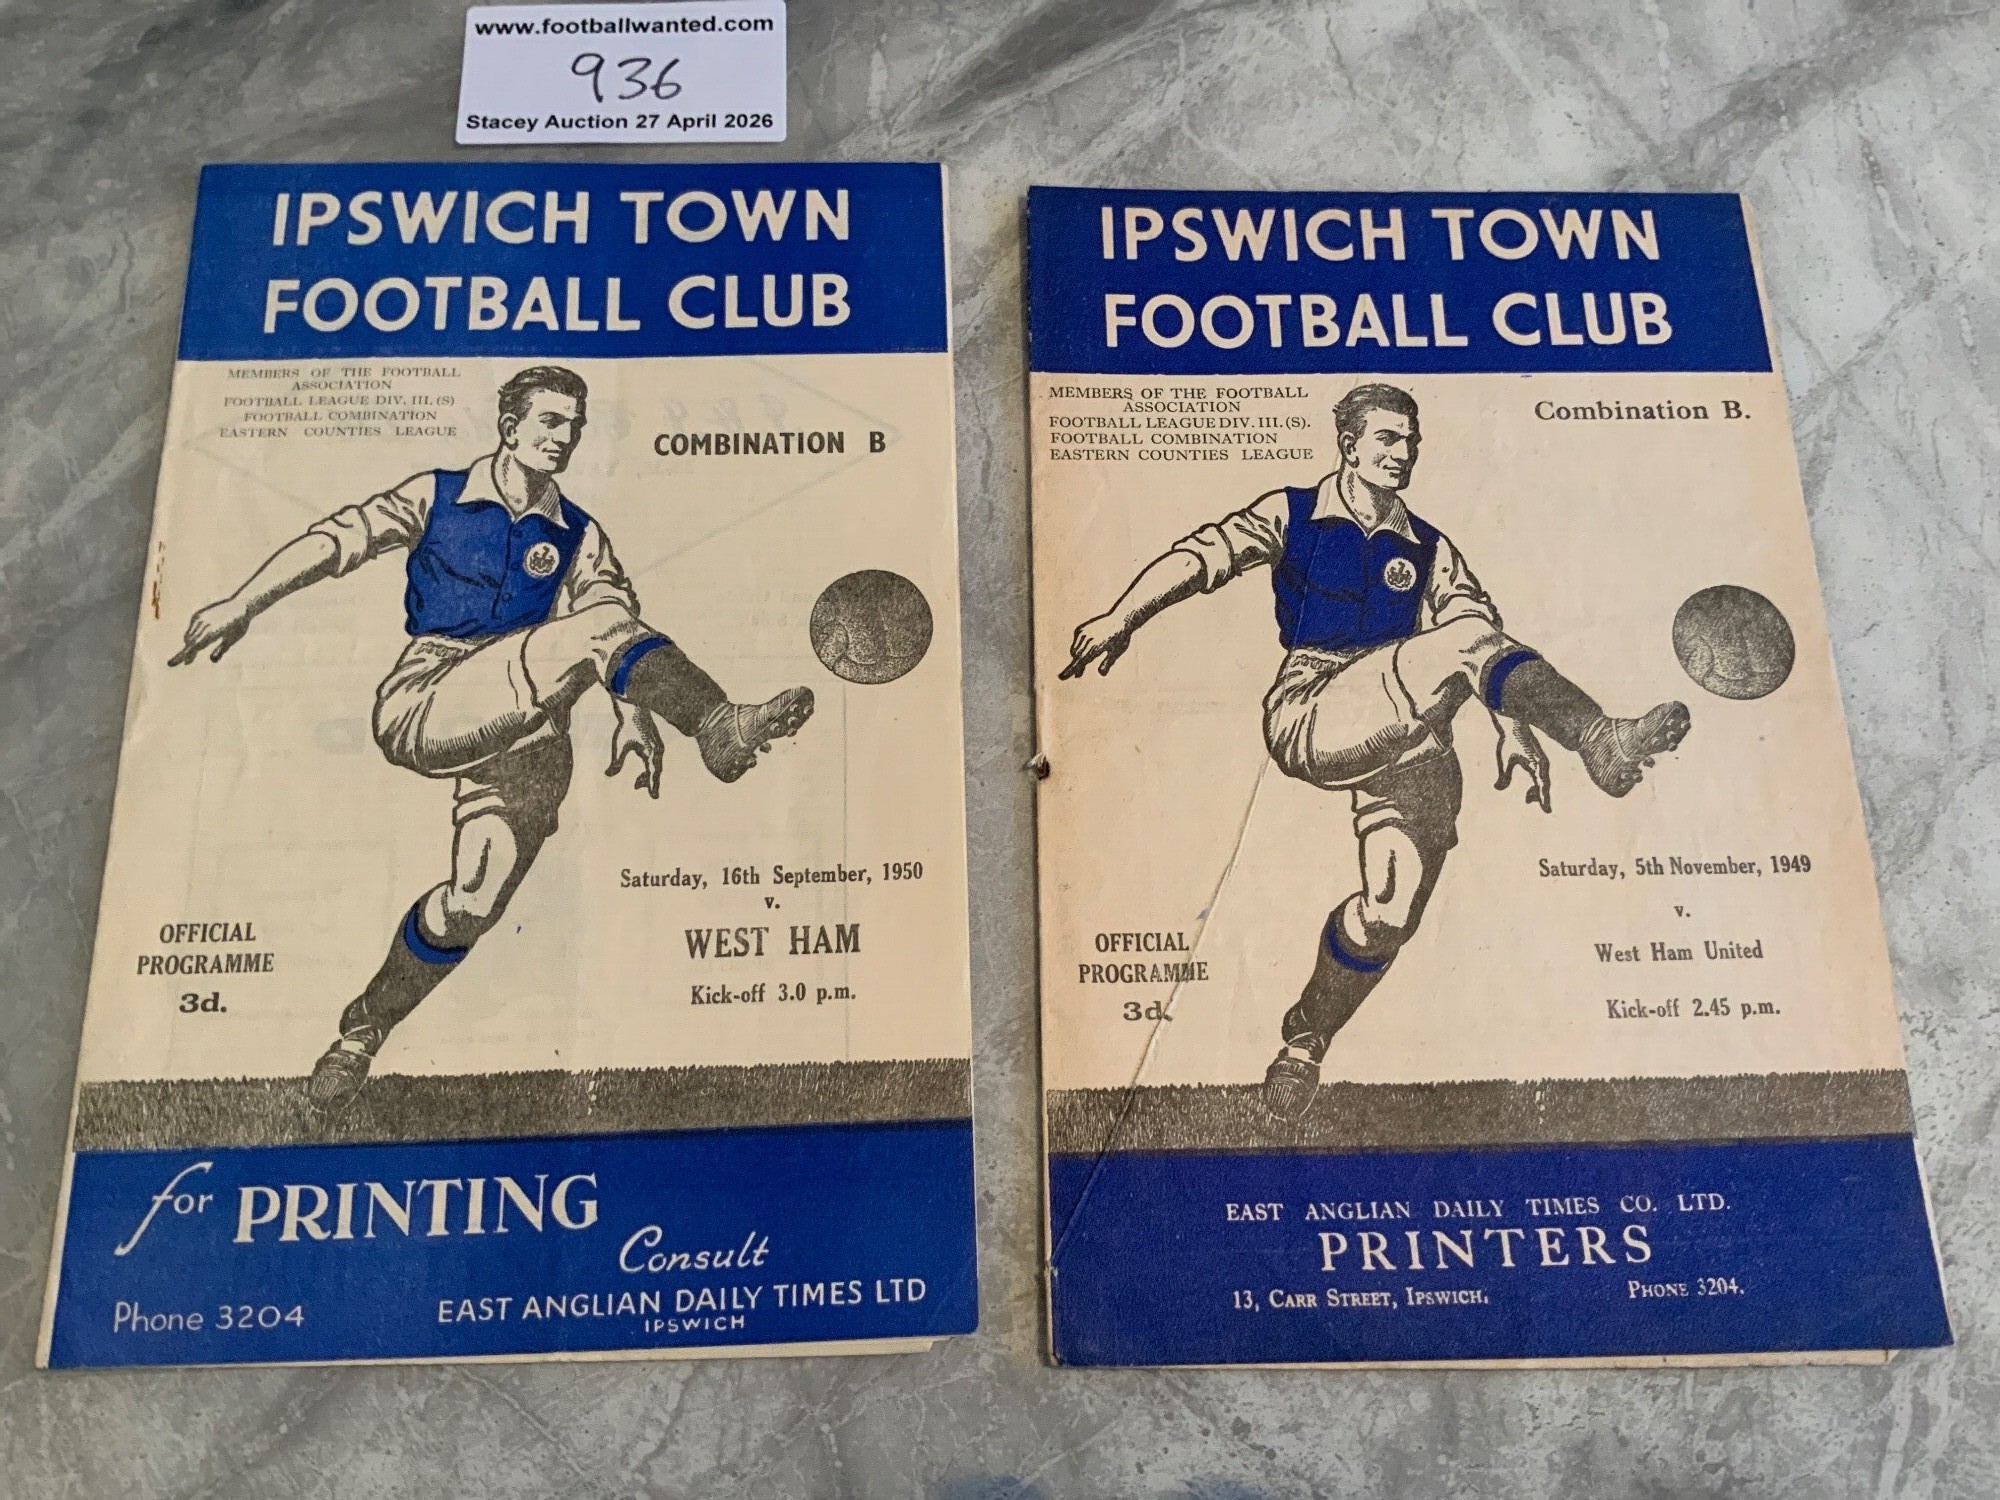 www.footballwanted.com
936
Stacey Auction 27 April 2026
IPSWICH TOWN
FOOTBALL CLUB
MEMBERS OF THE FOOTBALL
ASSOCIATION
FOOTBALL LEAGUE DIV. III. (S)
FOOTBALL COMBINATION
EASTERN COUNTIES LEAGUE
COMBINATION B
Saturday, 16th September, 1950
v.
WEST HAM
Kick-off 3.0 p.m.
OFFICIAL
PROGRAMME
3d.
for PRINTING
Consult
EAST ANGLIAN DAILY TIMES LTD
IPSWICH
Phone 3204
IPSWICH TOWN
FOOTBALL CLUB
MEMBERS OF THE FOOTBALL
ASSOCIATION
FOOTBALL LEAGUE DIV. III. (S).
FOOTBALL COMBINATION
EASTERN COUNTIES LEAGUE
Combination B.
Saturday, 5th November, 1949
v.
West Ham United
Kick-off 2.45 p.m.
OFFICIAL
PROGRAMME
3d.
EAST ANGLIAN DAILY TIMES CO. LTD.
PRINTERS
13, CARR STREET, IPSWICH. PHONE 3204.